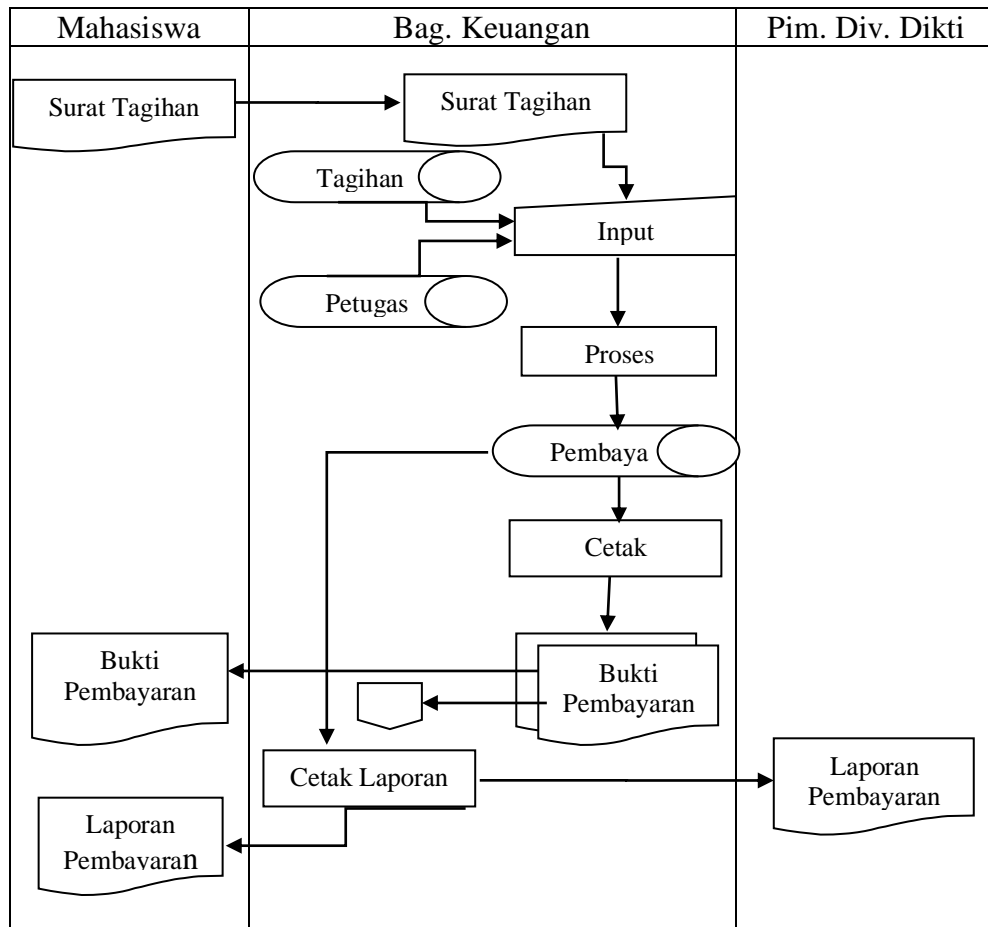 Mahasiswa
Bag. Keuangan
Pim. Div. Dikti
Surat Tagihan
Surat Tagihan
Tagihan
Input
Petugas
Proses
Pembaya
Cetak
Bukti
Pembayaran
Bukti
Pembayaran
Cetak Laporan
Laporan
Pembayaran
Laporan
Pembayaran